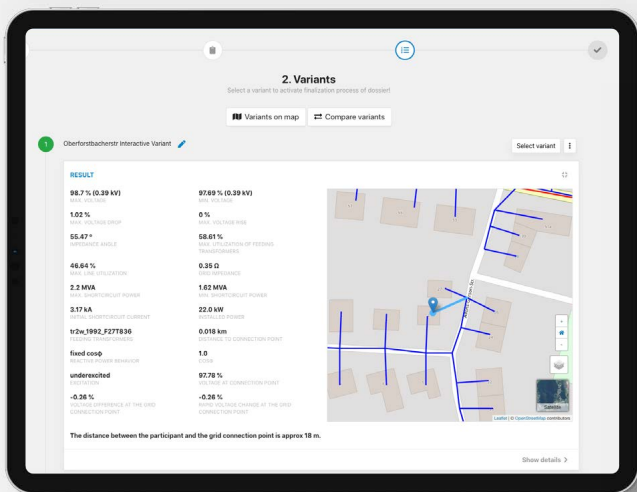 2. Variants
Select a variant to activate finalization process of dossier!
Variants on map
Compare variants
1
Oberforstbacherstr Interactive Variant
Select variant
RESULT
98.7 % (0.39 kV)
MAX. VOLTAGE
97.69 % (0.39 kV)
MIN. VOLTAGE
1.02 %
MAX. VOLTAGE DROP
0 %
MAX. VOLTAGE RISE
55.47 °
IMPEDANCE ANGLE
58.61 %
MAX. UTILIZATION OF FEEDING
TRANSFORMERS
46.64 %
MAX. LINE UTILIZATION
0.35 Ω
GRID IMPEDANCE
2.2 MVA
MAX. SHORTCIRCUIT POWER
1.62 MVA
MIN. SHORTCIRCUIT POWER
3.17 kA
INITIAL SHORTCIRCUIT CURRENT
22.0 kW
INSTALLED POWER
tr2w_1992_F27T836
FEEDING TRANSFORMERS
0.018 km
DISTANCE TO CONNECTION POINT
fixed cosφ
REACTIVE POWER BEHAVIOR
1.0
COSΦ
underexcited
EXCITATION
97.78 %
VOLTAGE AT CONNECTION POINT
-0.26 %
VOLTAGE DIFFERENCE AT THE GRID
CONNECTION POINT
-0.26 %
RAPID VOLTAGE CHANGE AT THE GRID
CONNECTION POINT
+
-
Satellite
Leaflet | © OpenStreetMap contributors
The distance between the participant and the grid connection point is approx 18 m.
Show details >